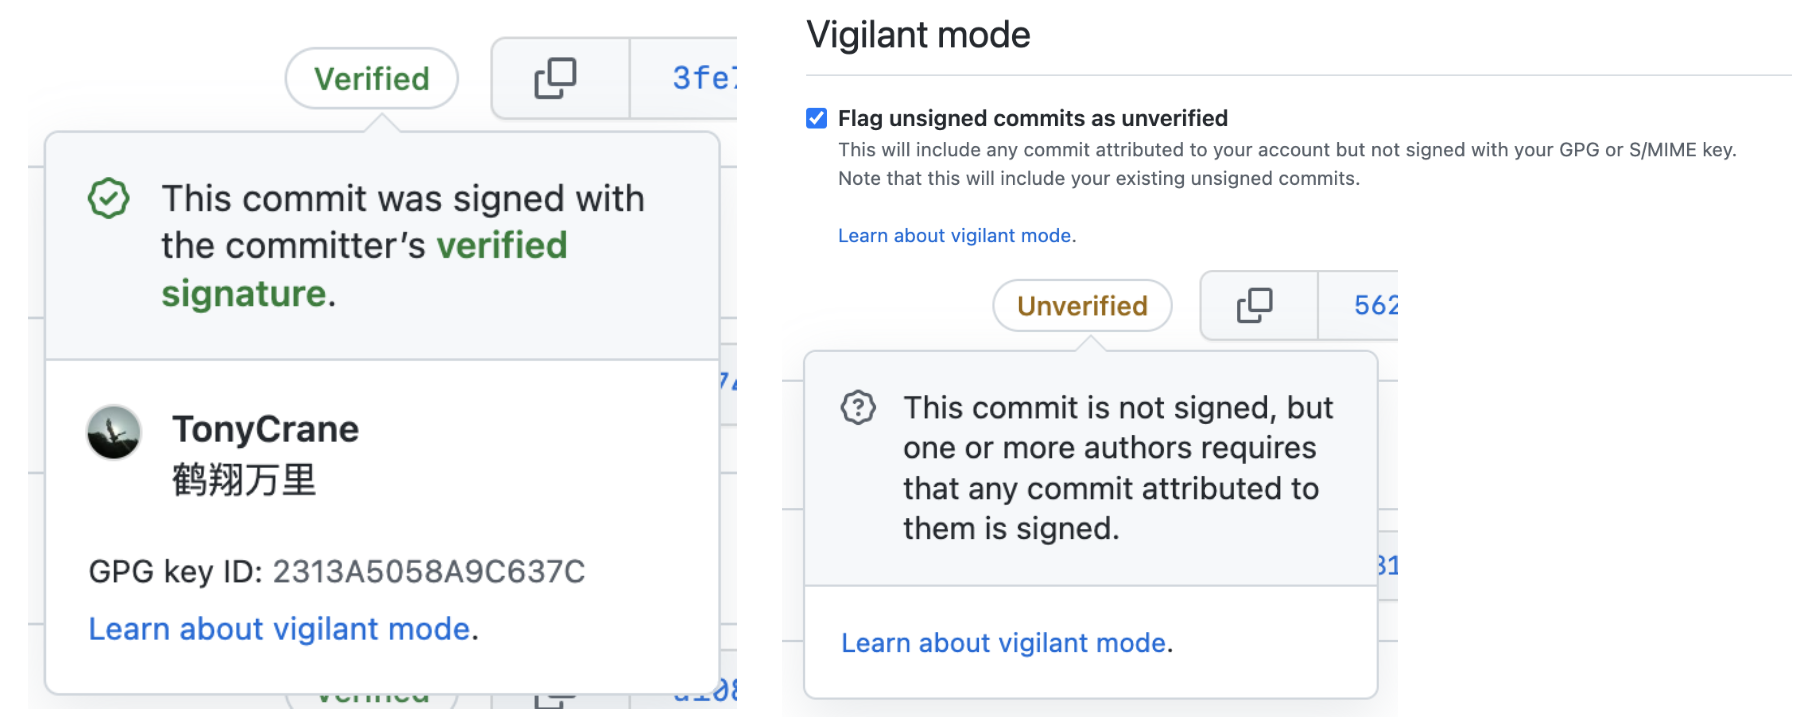 Verified
3fe7
This commit was signed with
the committer’s verified
signature.
TonyCrane
鹤翔万里
GPG key ID: 2313A5058A9C637C
Learn about vigilant mode.
Verified
Vigilant mode
Flag unsigned commits as unverified
This will include any commit attributed to your account but not signed with your GPG or S/MIME key.
Note that this will include your existing unsigned commits.
Learn about vigilant mode.
Unverified
562
This commit is not signed, but
one or more authors requires
that any commit attributed to
them is signed.
Learn about vigilant mode.